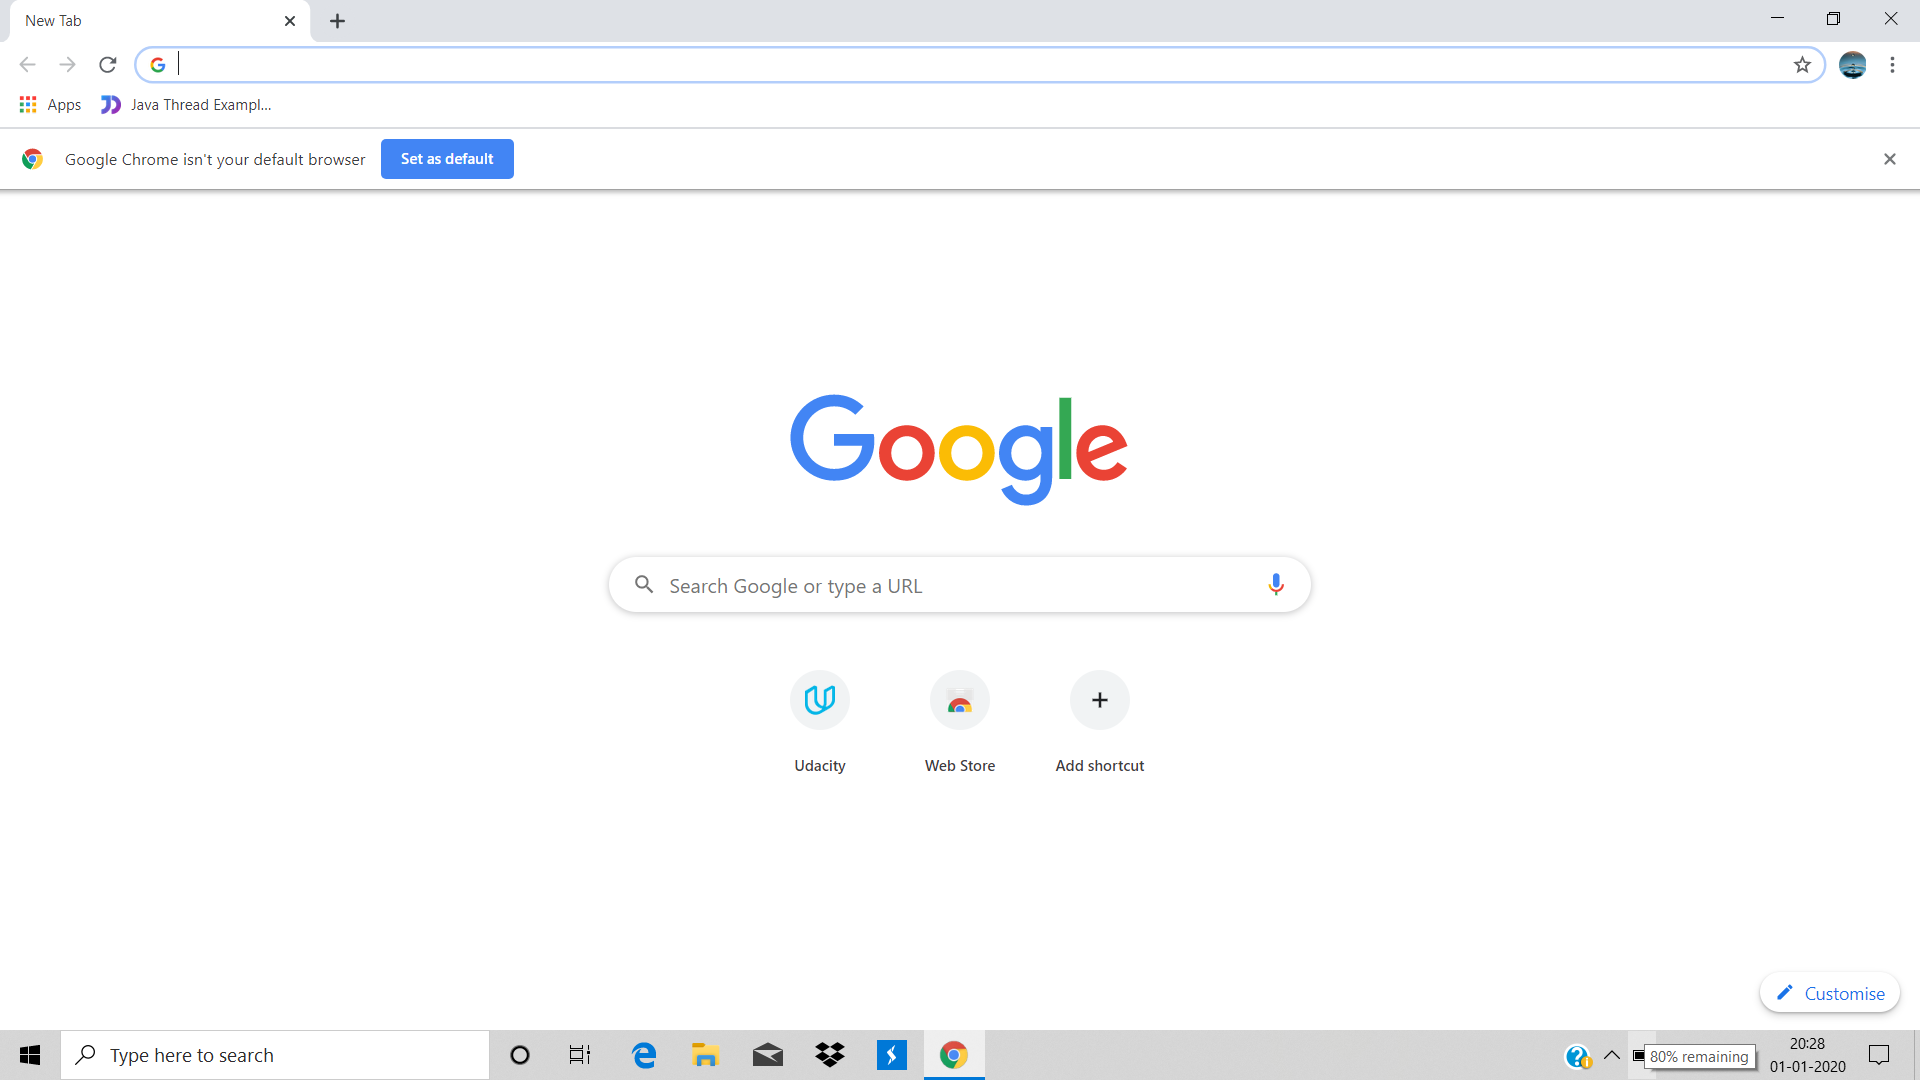 New Tab
Apps
Java Thread Exampl...
Google Chrome isn't your default browser
Set as default
Google
Search Google or type a URL
Udacity
Web Store
Add shortcut
Customise
Type here to search
80% remaining
20:28
01-01-2020